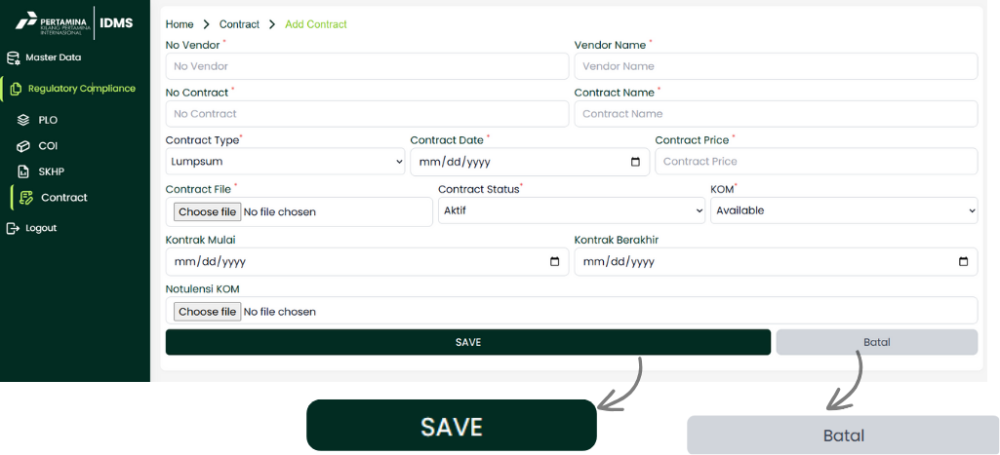 PERTAMINA
KILANG PERTAMINA
INTERNASIONAL
IDMS
Master Data
Regulatory Compliance
PLO
COI
SKHP
Contract
Logout
Home > Contract > Add Contract
No Vendor * Vendor Name *
No Vendor Vendor Name
No Contract * Contract Name *
No Contract Contract Name
Contract Type* Contract Date * Contract Price *
Lumpsum mm/dd/yyyy Contract Price
Contract File * Contract Status* KOM*
Choose file No file chosen Aktif Available
Kontrak Mulai Kontrak Berakhir
mm/dd/yyyy mm/dd/yyyy
Notulensi KOM
Choose file No file chosen
SAVE Batal
SAVE Batal